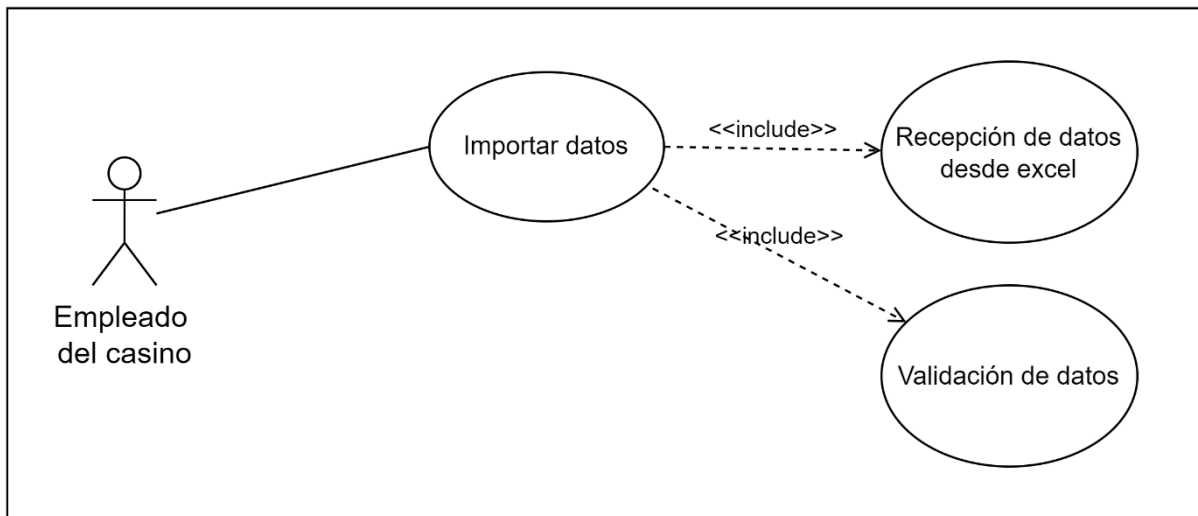 Importar datos
<<include>>
Recepción de datos
desde excel
<<include>>
Empleado
del casino
Validación de datos